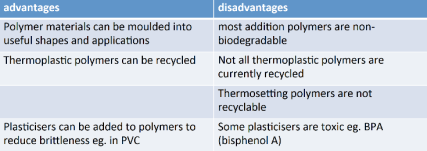 advantages
disadvantages
Polymer materials can be moulded into
useful shapes and applications
most addition polymers are non-
biodegradable
Thermoplastic polymers can be recycled
Not all thermoplastic polymers are
currently recycled
Thermosetting polymers are not
recyclable
Plasticisers can be added to polymers to
reduce brittleness eg. in PVC
Some plasticisers are toxic eg. BPA
(bisphenol A)